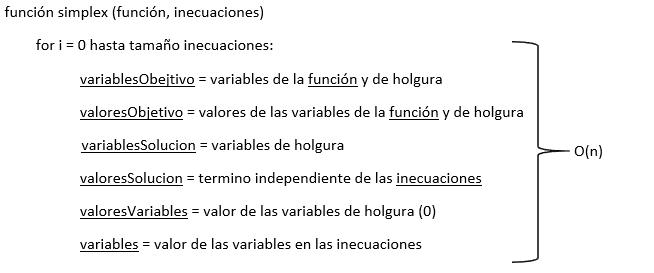 función simplex (función, inecuaciones)
for i = 0 hasta tamaño inecuaciones:
variablesObejtivo = variables de la función y de holgura
valoresObjetivo = valores de las variables de la función y de holgura
variablesSolucion = variables de holgura
valoresSolucion = termino independiente de las inecuaciones
valoresVariables = valor de las variables de holgura (0)
variables = valor de las variables en las inecuaciones
O(n)